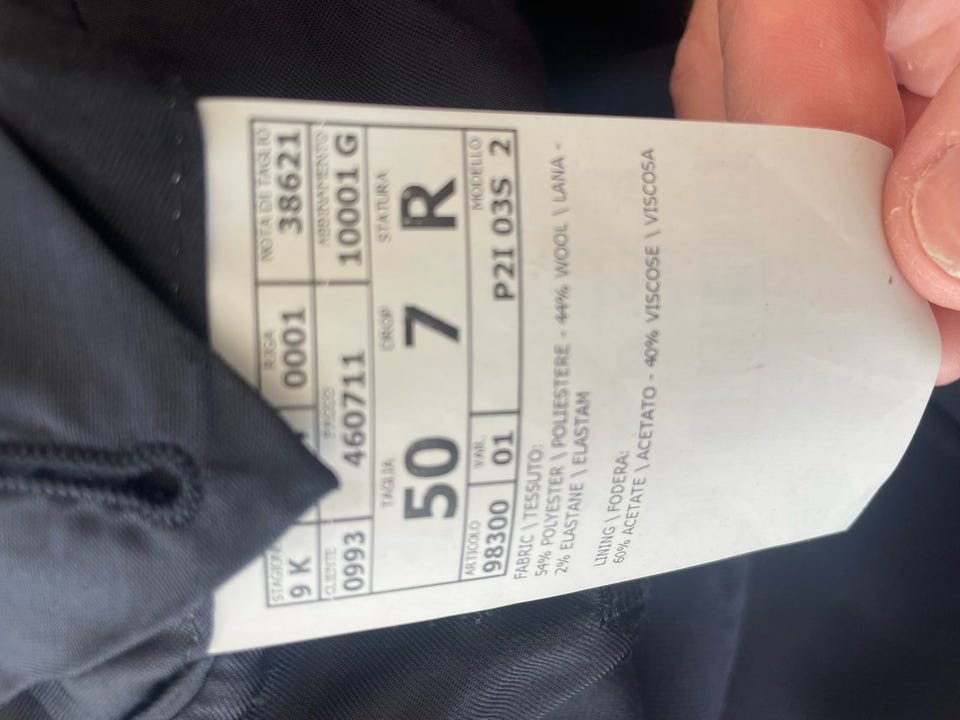 STAGION RIGA NOTA DI TAGLIO
9 K 0001 38621
CLIENTE PACCO ABBINAMENTO
0993 460711 10001 G
TAGLIA DROP STATURA
50 7 R
ARTICOLO VAR. MODELLO
98300 01 P2I 03S 2
FABRIC \ TESSUTO:
54% POLYESTER \ POLIESTERE - 44% WOOL \ LANA -
2% ELASTANE \ ELASTAM
LINING \ FODERA:
60% ACETATE \ ACETATO - 40% VISCOSE \ VISCOSA